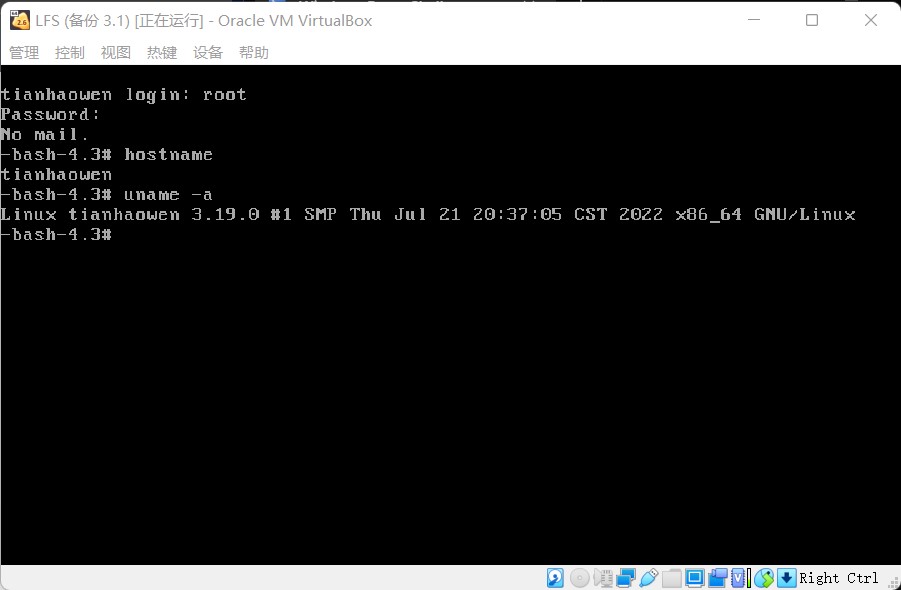 LFS (备份 3.1) [正在运行] - Oracle VM VirtualBox
管理 控制 视图 热键 设备 帮助
tianhaowen login: root
Password:
No mail.
-bash-4.3# hostname
tianhaowen
-bash-4.3# uname -a
Linux tianhaowen 3.19.0 #1 SMP Thu Jul 21 20:37:05 CST 2022 x86_64 GNU/Linux
-bash-4.3#
Right Ctrl